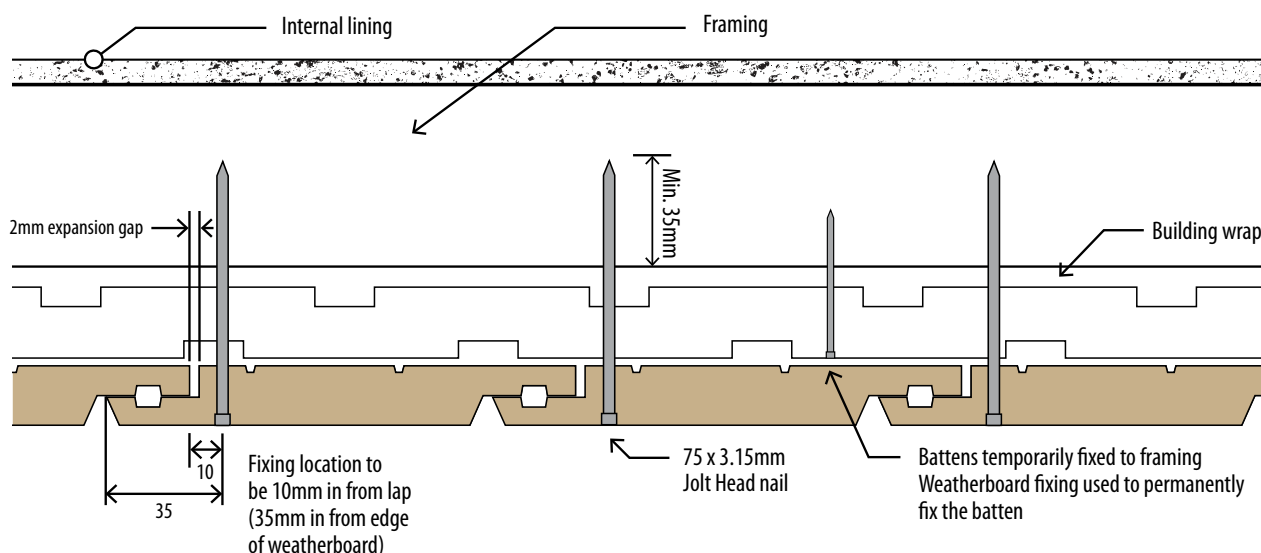 Internal lining
Framing
Min. 35mm
2mm expansion gap
Building wrap
10
35
Fixing location to
be 10mm in from lap
(35mm in from edge
of weatherboard)
75 x 3.15mm
Jolt Head nail
Battens temporarily fixed to framing
Weatherboard fixing used to permanently
fix the batten